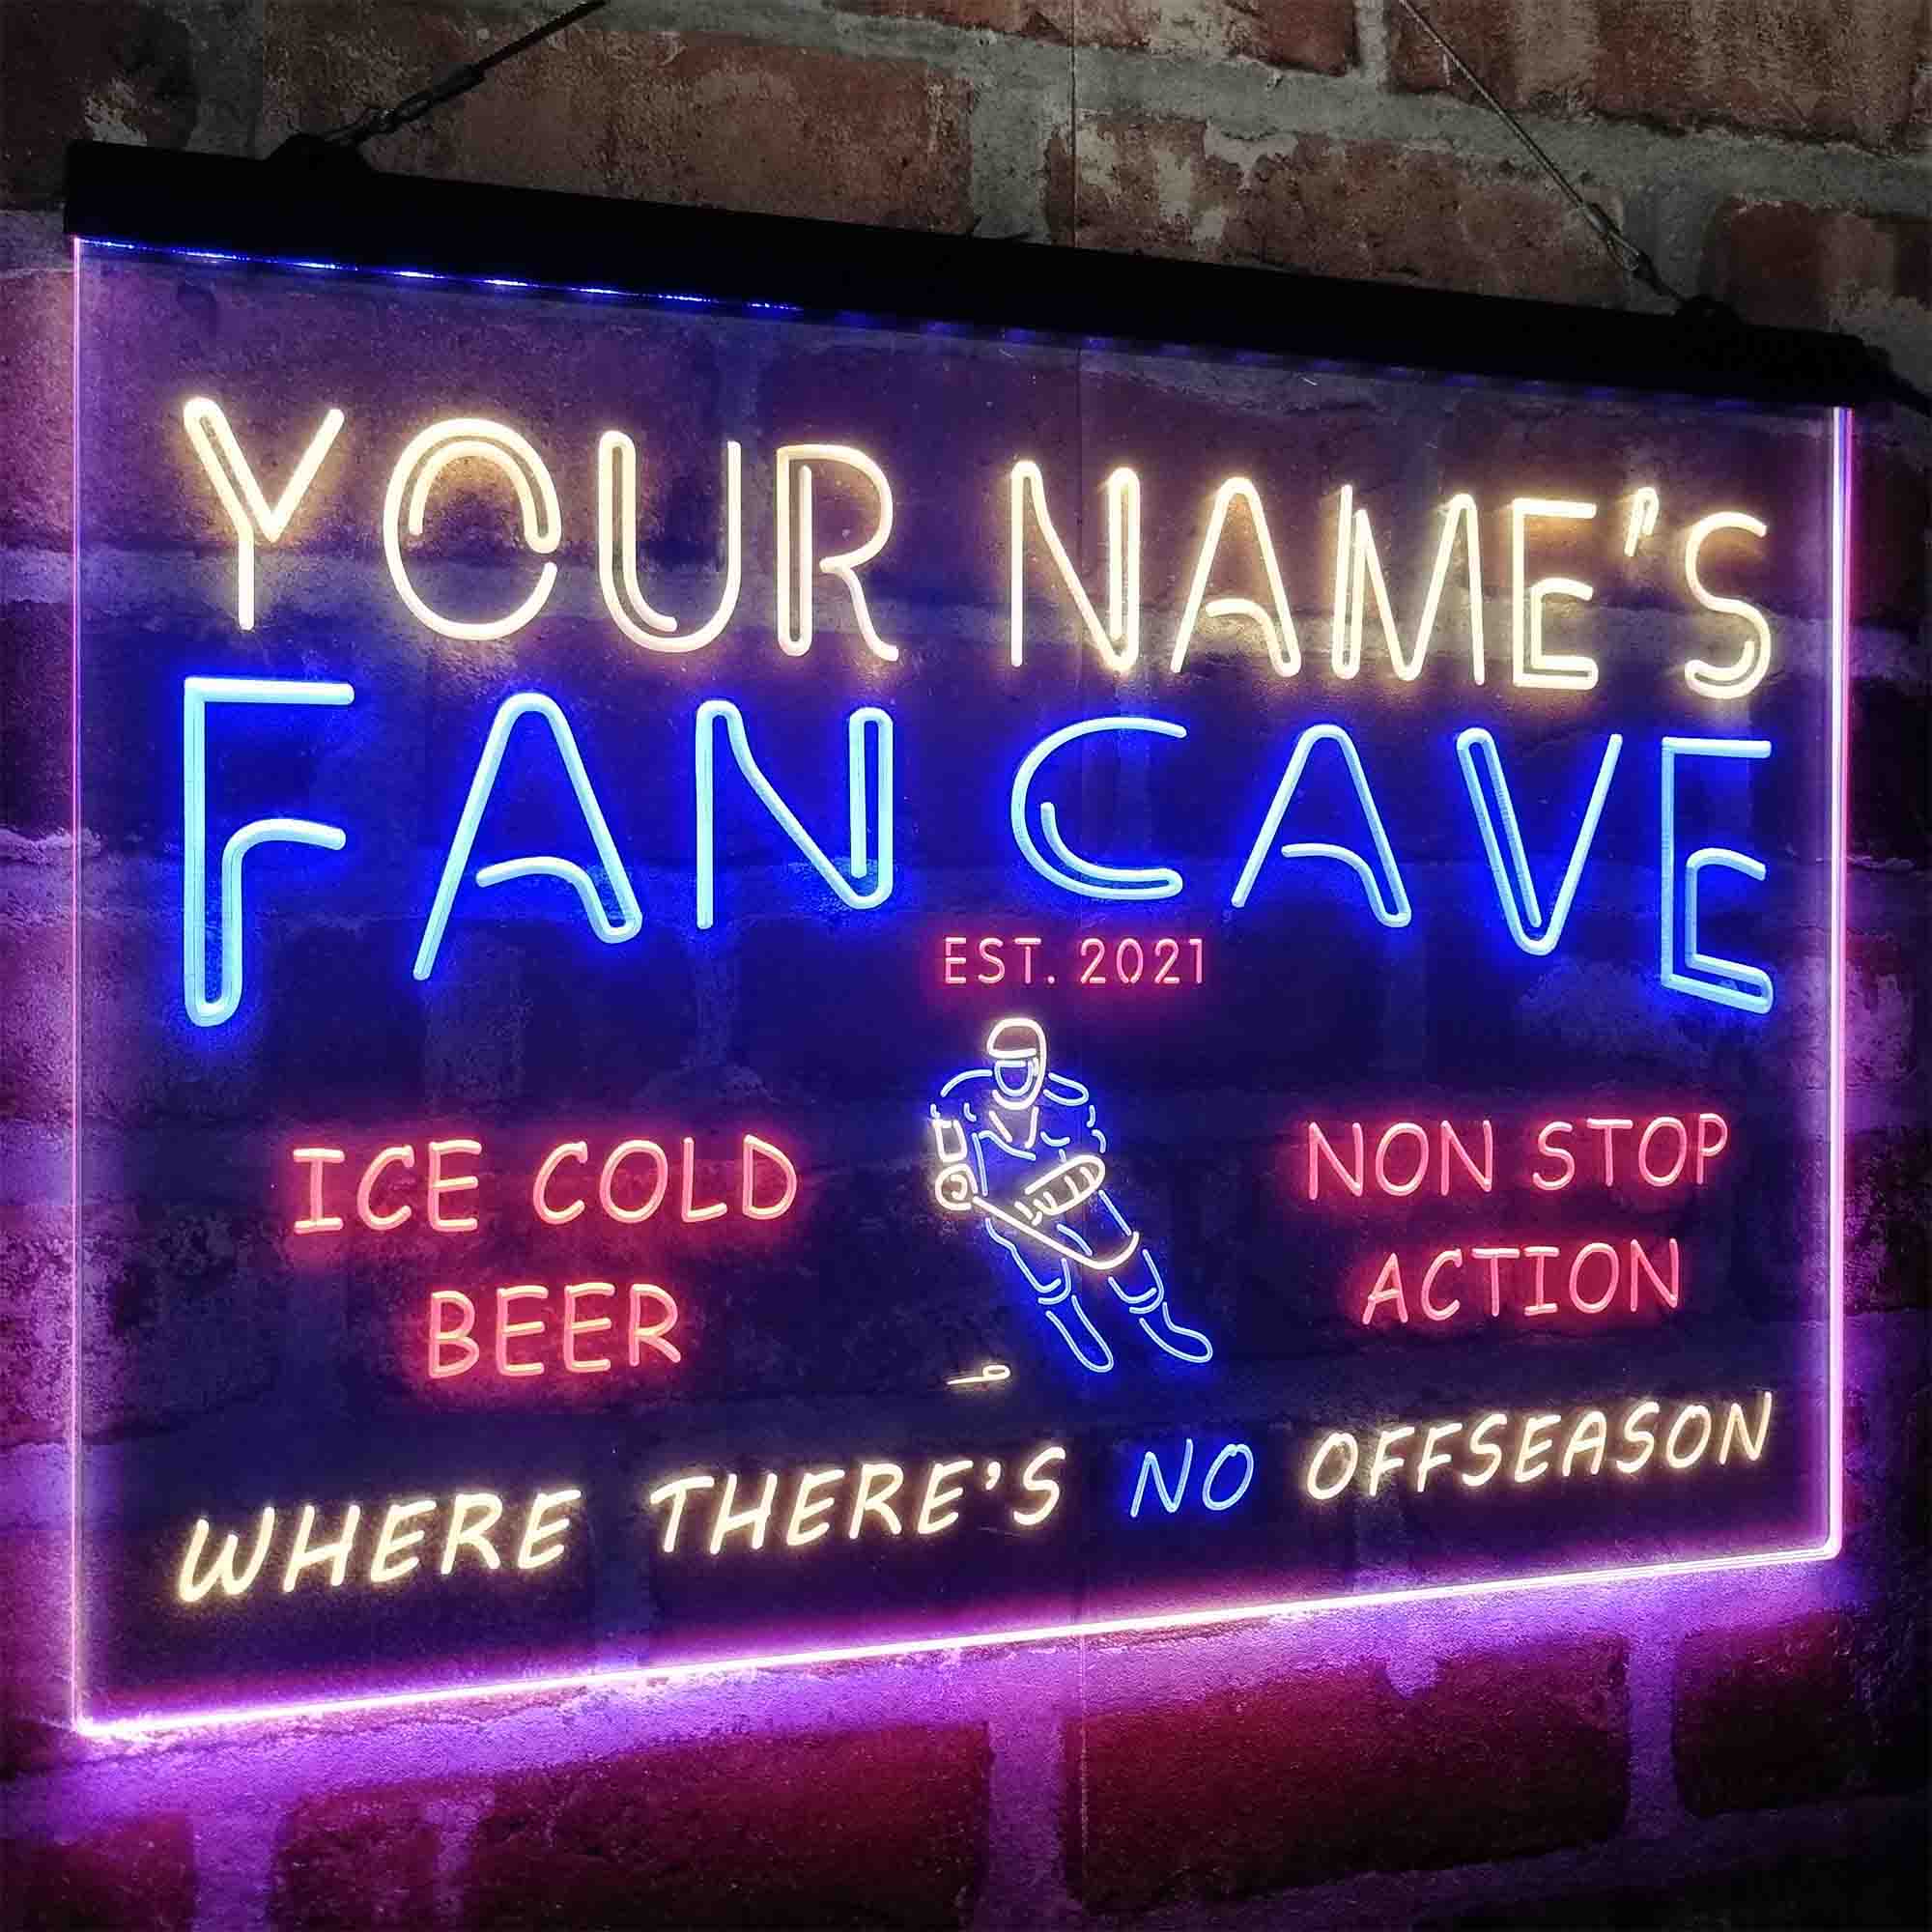 YOUR NAME'S
FAN CAVE
EST. 2021
ICE COLD
BEER
NON STOP
ACTION
WHERE THERE'S NO OFFSEASON